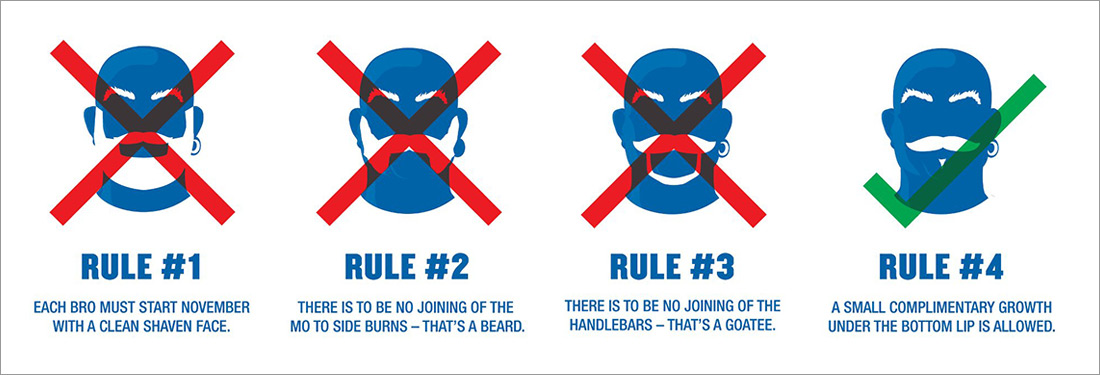 RULE #1
EACH BRO MUST START NOVEMBER
WITH A CLEAN SHAVEN FACE.
RULE #2
THERE IS TO BE NO JOINING OF THE
MO TO SIDE BURNS – THAT'S A BEARD.
RULE #3
THERE IS TO BE NO JOINING OF THE
HANDLEBARS – THAT'S A GOATEE.
RULE #4
A SMALL COMPLIMENTARY GROWTH
UNDER THE BOTTOM LIP IS ALLOWED.